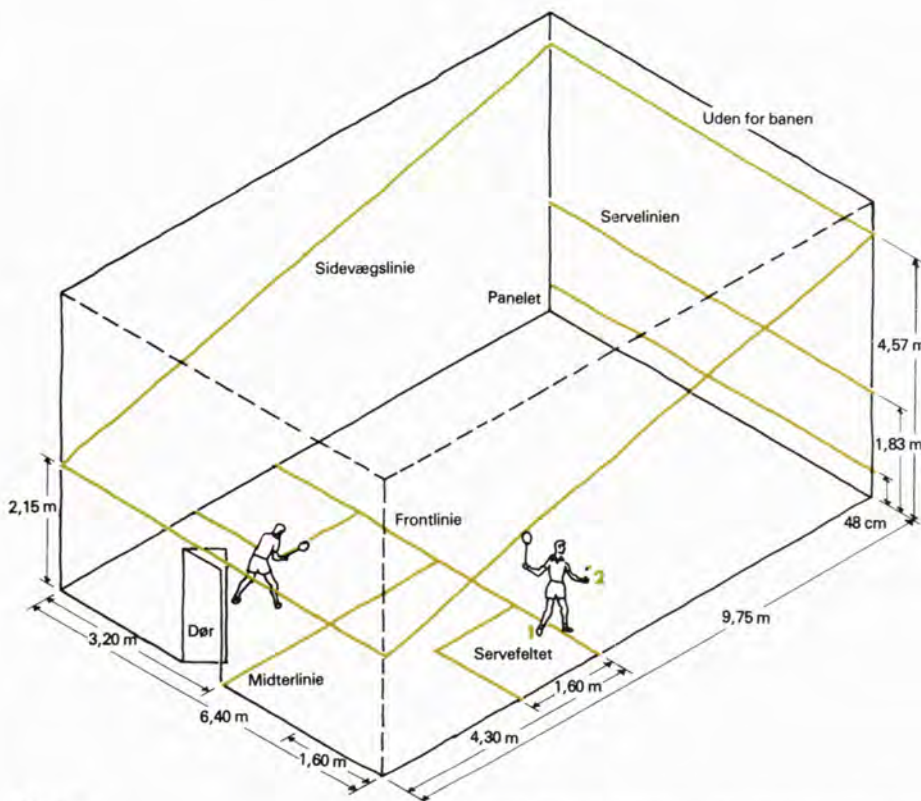 Uden for banen
Servelinien
Sidevægslinie
Panelet
4,57 m
1,83 m
2,15 m
Frontlinie
48 cm
2
9,75 m
Dør
1
3,20 m
Servefeltet
Midterlinie
1,60 m
6,40 m
4,30 m
1,60 m